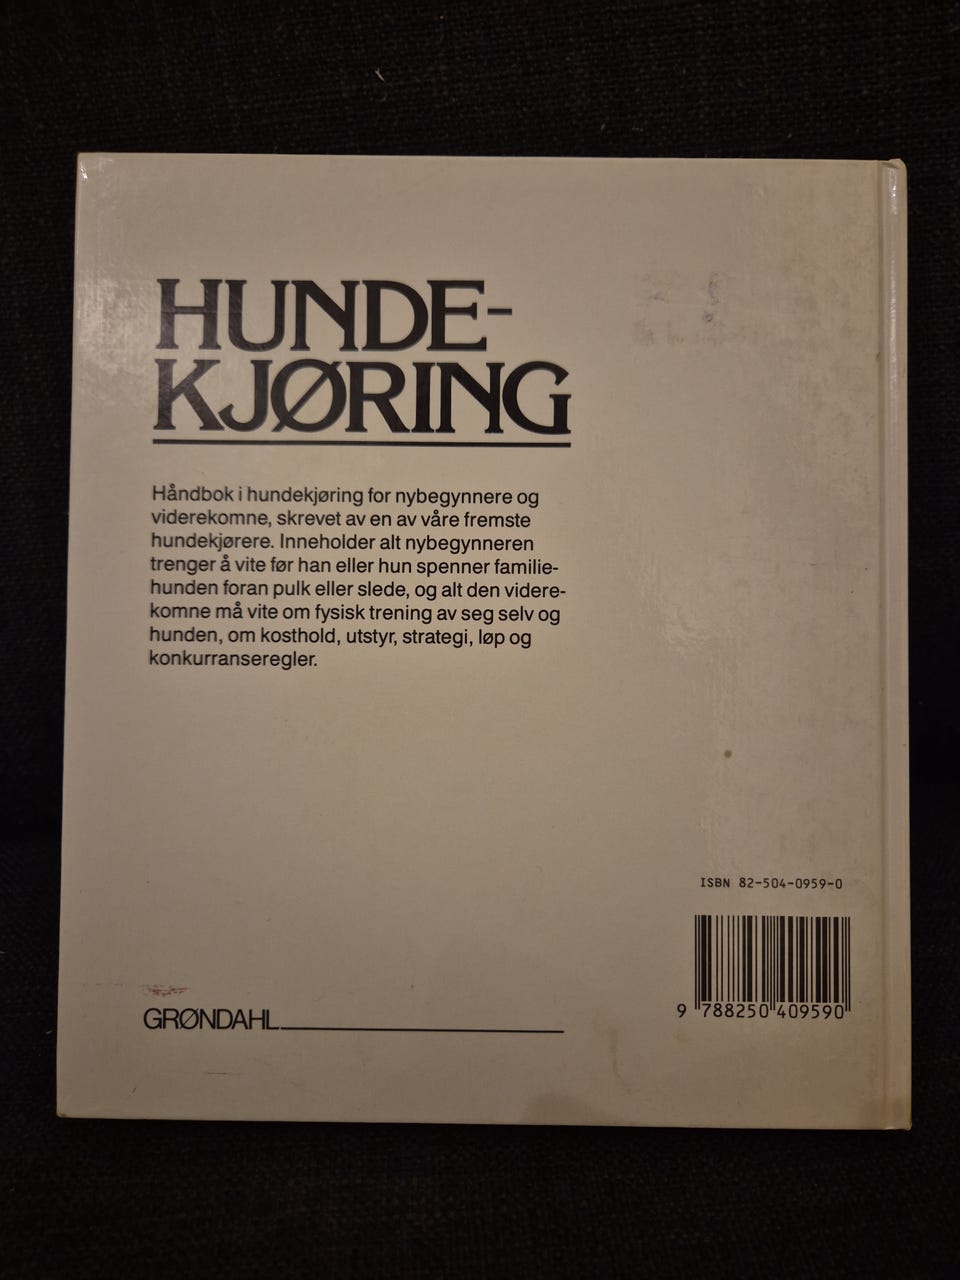 HUNDE-
KJØRING
Håndbok i hundekjøring for nybegynnere og
viderekomne, skrevet av en av våre fremste
hundekjørere. Inneholder alt nybegynneren
trenger å vite før han eller hun spenner familie-
hunden foran pulk eller slede, og alt den videre-
komne må vite om fysisk trening av seg selv og
hunden, om kosthold, utstyr, strategi, løp og
konkurranseregler.
ISBN 82-504-0959-0
9 788250 409590
GRØNDAHL